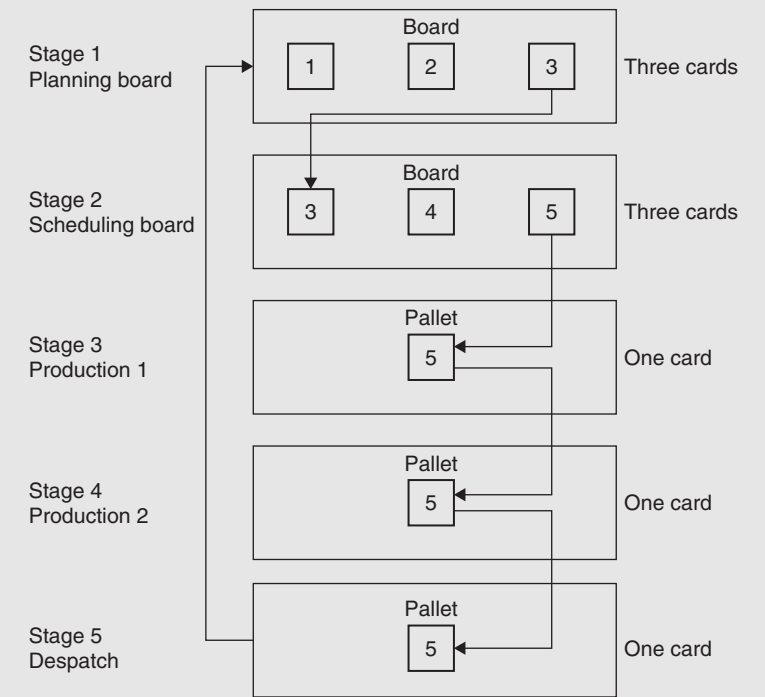 Board
Stage 1
Planning board
1 2 3
Three cards
Board
Stage 2
Scheduling board
3 4 5
Three cards
Pallet
Stage 3
Production 1
5
One card
Pallet
Stage 4
Production 2
5
One card
Pallet
Stage 5
Despatch
5
One card